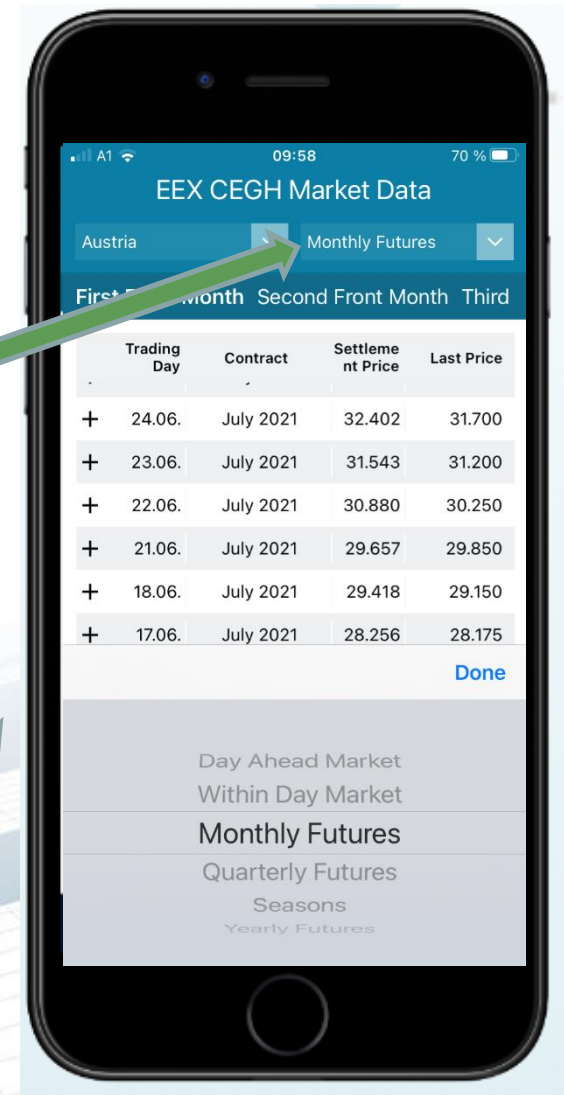 A1 09:58 70 %
EEX CEGH Market Data
Austria Monthly Futures
First Month Second Front Month Third
Trading Day Contract Settleme nt Price Last Price
+ 24.06. July 2021 32.402 31.700
+ 23.06. July 2021 31.543 31.200
+ 22.06. July 2021 30.880 30.250
+ 21.06. July 2021 29.657 29.850
+ 18.06. July 2021 29.418 29.150
+ 17.06. July 2021 28.256 28.175
Done
Day Ahead Market
Within Day Market
Monthly Futures
Quarterly Futures
Seasons
Yearly Futures